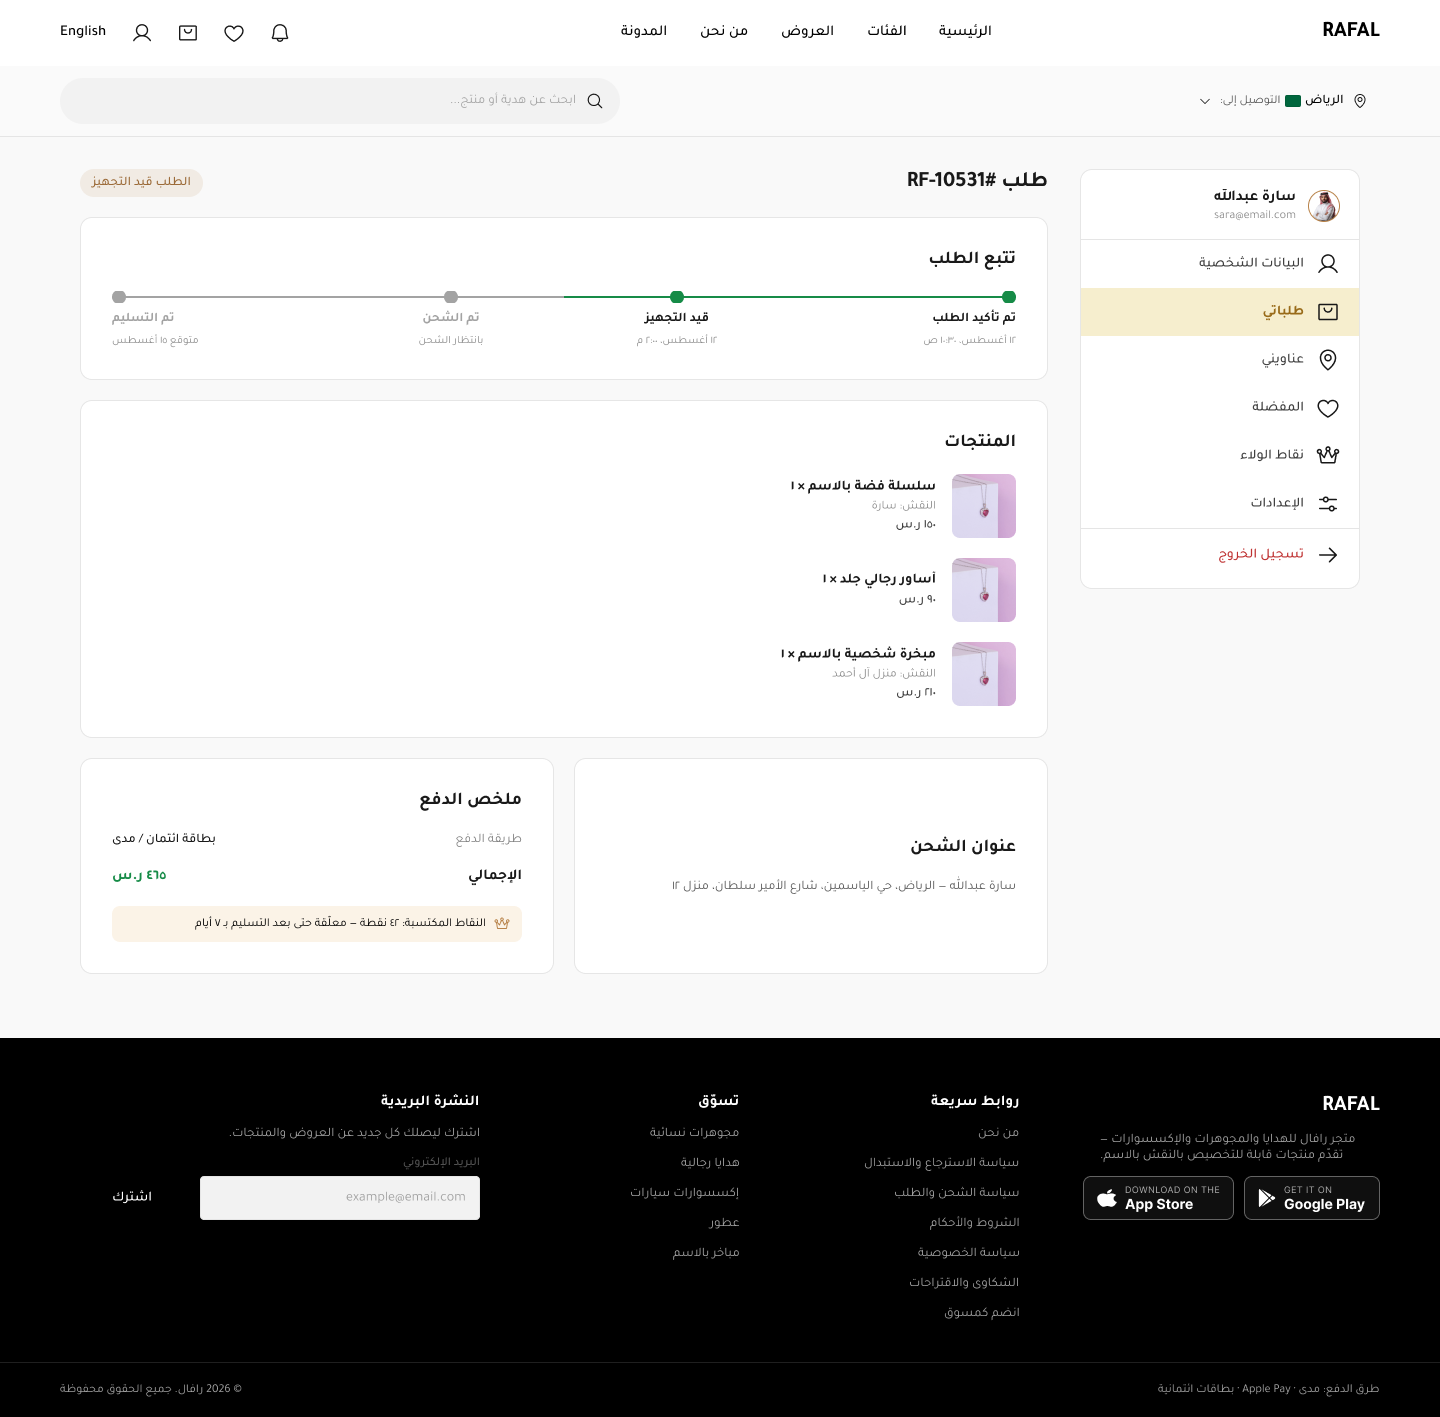 RAFAL
الرئيسية
الفئات
العروض
من نحن
المدونة
English
الرياض التوصيل إلى:
ابحث عن هدية أو منتج...
سارة عبدالله
sara@email.com
البيانات الشخصية
طلباتي
عناويني
المفضلة
نقاط الولاء
الإعدادات
تسجيل الخروج
طلب #RF-10531
الطلب قيد التجهيز
تتبع الطلب
تم تأكيد الطلب
١٢ أغسطس، ١٠:٣٠ ص
قيد التجهيز
١٢ أغسطس، ٢:٠٠ م
تم الشحن
بانتظار الشحن
تم التسليم
متوقع ١٥ أغسطس
المنتجات
سلسلة فضة بالاسم × ١
النقش: سارة
١٥٠ ر.س
أساور رجالي جلد × ١
٩٠ ر.س
مبخرة شخصية بالاسم × ١
النقش: منزل آل أحمد
٢١٠ ر.س
عنوان الشحن
سارة عبدالله – الرياض، حي الياسمين، شارع الأمير سلطان، منزل ١٢
ملخص الدفع
طريقة الدفع
بطاقة ائتمان / مدى
الإجمالي
٤٦٥ ر.س
النقاط المكتسبة: ٤٢ نقطة – معلّقة حتى بعد التسليم بـ ٧ أيام
RAFAL
متجر رافال للهدايا والمجوهرات والإكسسوارات –
نقدّم منتجات قابلة للتخصيص بالنقش بالاسم.
GET IT ON
Google Play
DOWNLOAD ON THE
App Store
روابط سريعة
من نحن
سياسة الاسترجاع والاستبدال
سياسة الشحن والطلب
الشروط والأحكام
سياسة الخصوصية
الشكاوى والاقتراحات
انضم كمسوق
تسوّق
مجوهرات نسائية
هدايا رجالية
إكسسوارات سيارات
عطور
مباخر بالاسم
النشرة البريدية
اشترك ليصلك كل جديد عن العروض والمنتجات.
البريد الإلكتروني
example@email.com
اشترك
طرق الدفع: مدى · Apple Pay · بطاقات ائتمانية
© 2026 رافال. جميع الحقوق محفوظة